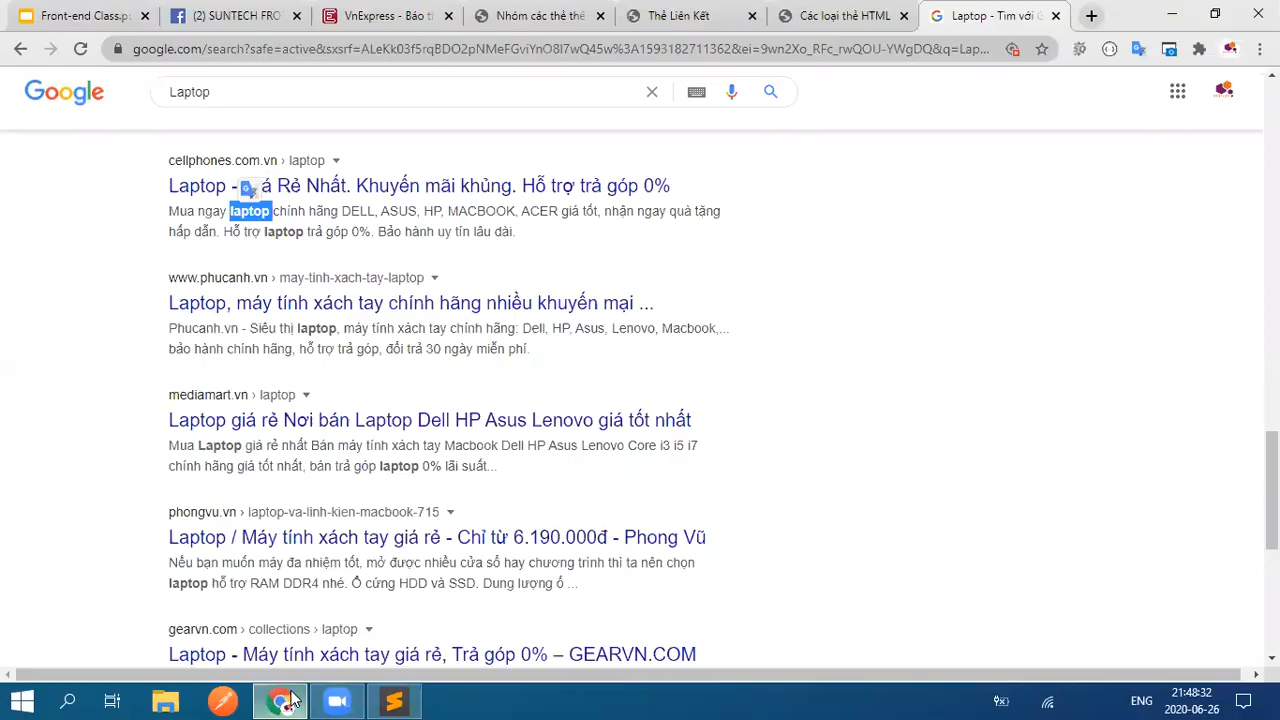 Front-end Class.p
(2) SUNTECH FRO
VnExpress - Báo ti
Nhóm các thẻ thê
Thẻ Liên Kết
Các loại thẻ HTML
Laptop - Tìm với G
google.com/search?safe=active&sxsrf=ALeKk03f5rqBDO2pNMeFGviYnO8I7wQ45w%3A1593182711362&ei=9wn2Xo_RFc_rwQOU-YWgDQ&q=Lap...
Google
Laptop
cellphones.com.vn › laptop
Laptop - á Rẻ Nhất. Khuyến mãi khủng. Hỗ trợ trả góp 0%
Mua ngay laptop chính hãng DELL, ASUS, HP, MACBOOK, ACER giá tốt, nhận ngay quà tặng
hấp dẫn. Hỗ trợ laptop trả góp 0%. Bảo hành uy tín lâu dài.
www.phucanh.vn › may-tinh-xach-tay-laptop
Laptop, máy tính xách tay chính hãng nhiều khuyến mại ...
Phucanh.vn - Siêu thị laptop, máy tính xách tay chính hãng: Dell, HP, Asus, Lenovo, Macbook,...
bảo hành chính hãng, hỗ trợ trả góp, đổi trả 30 ngày miễn phí.
mediamart.vn › laptop
Laptop giá rẻ Nơi bán Laptop Dell HP Asus Lenovo giá tốt nhất
Mua Laptop giá rẻ nhất Bán máy tính xách tay Macbook Dell HP Asus Lenovo Core i3 i5 i7
chính hãng giá tốt nhất, bán trả góp laptop 0% lãi suất...
phongvu.vn › laptop-va-linh-kien-macbook-715
Laptop / Máy tính xách tay giá rẻ - Chỉ từ 6.190.000đ - Phong Vũ
Nếu bạn muốn máy đa nhiệm tốt, mở được nhiều cửa sổ hay chương trình thì ta nên chọn
laptop hỗ trợ RAM DDR4 nhé. Ổ cứng HDD và SSD. Dung lượng ổ ...
gearvn.com › collections › laptop
Laptop - Máy tính xách tay giá rẻ, Trả góp 0% – GEARVN.COM
ENG
21:48:32
2020-06-26